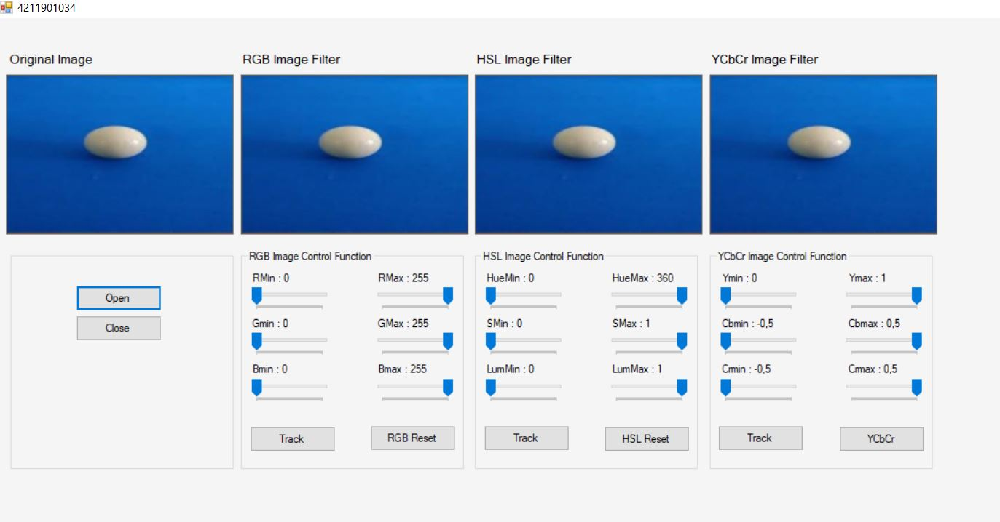 4211901034
Original Image
RGB Image Filter
HSL Image Filter
YCbCr Image Filter
Open
Close
RGB Image Control Function
RMin : 0
RMax : 255
Gmin : 0
GMax : 255
Bmin : 0
Bmax : 255
Track
RGB Reset
HSL Image Control Function
HueMin : 0
HueMax : 360
SMin : 0
SMax : 1
LumMin : 0
LumMax : 1
Track
HSL Reset
YCbCr Image Control Function
Ymin : 0
Ymax : 1
Cbmin : -0,5
Cbmax : 0,5
Crmin : -0,5
Crmax : 0,5
Track
YCbCr